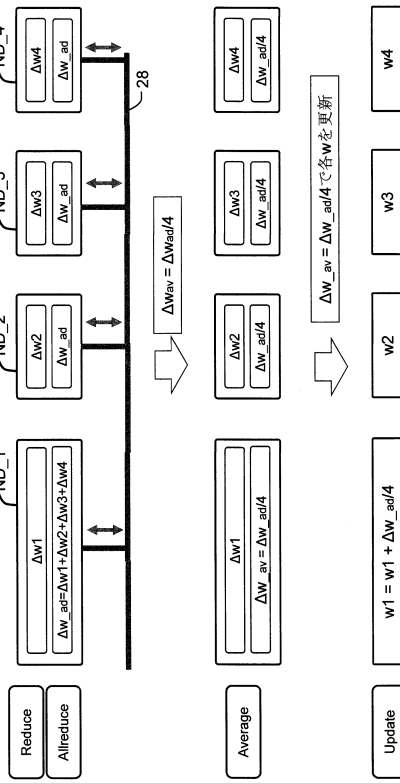 ND_1
ND_2
ND_3
ND_4
Reduce
Allreduce
Δw1
Δw_ad=Δw1+Δw2+Δw3+Δw4
Δw2
Δw_ad
Δw3
Δw_ad
Δw4
Δw_ad
28
Δwav = Δwad/4
Average
Δw1
Δw_av = Δw_ad/4
Δw2
Δw_ad/4
Δw3
Δw_ad/4
Δw4
Δw_ad/4
Δw_av = Δw_ad/4で各wを更新
Update
w1 = w1 + Δw_ad/4
w2
w3
w4